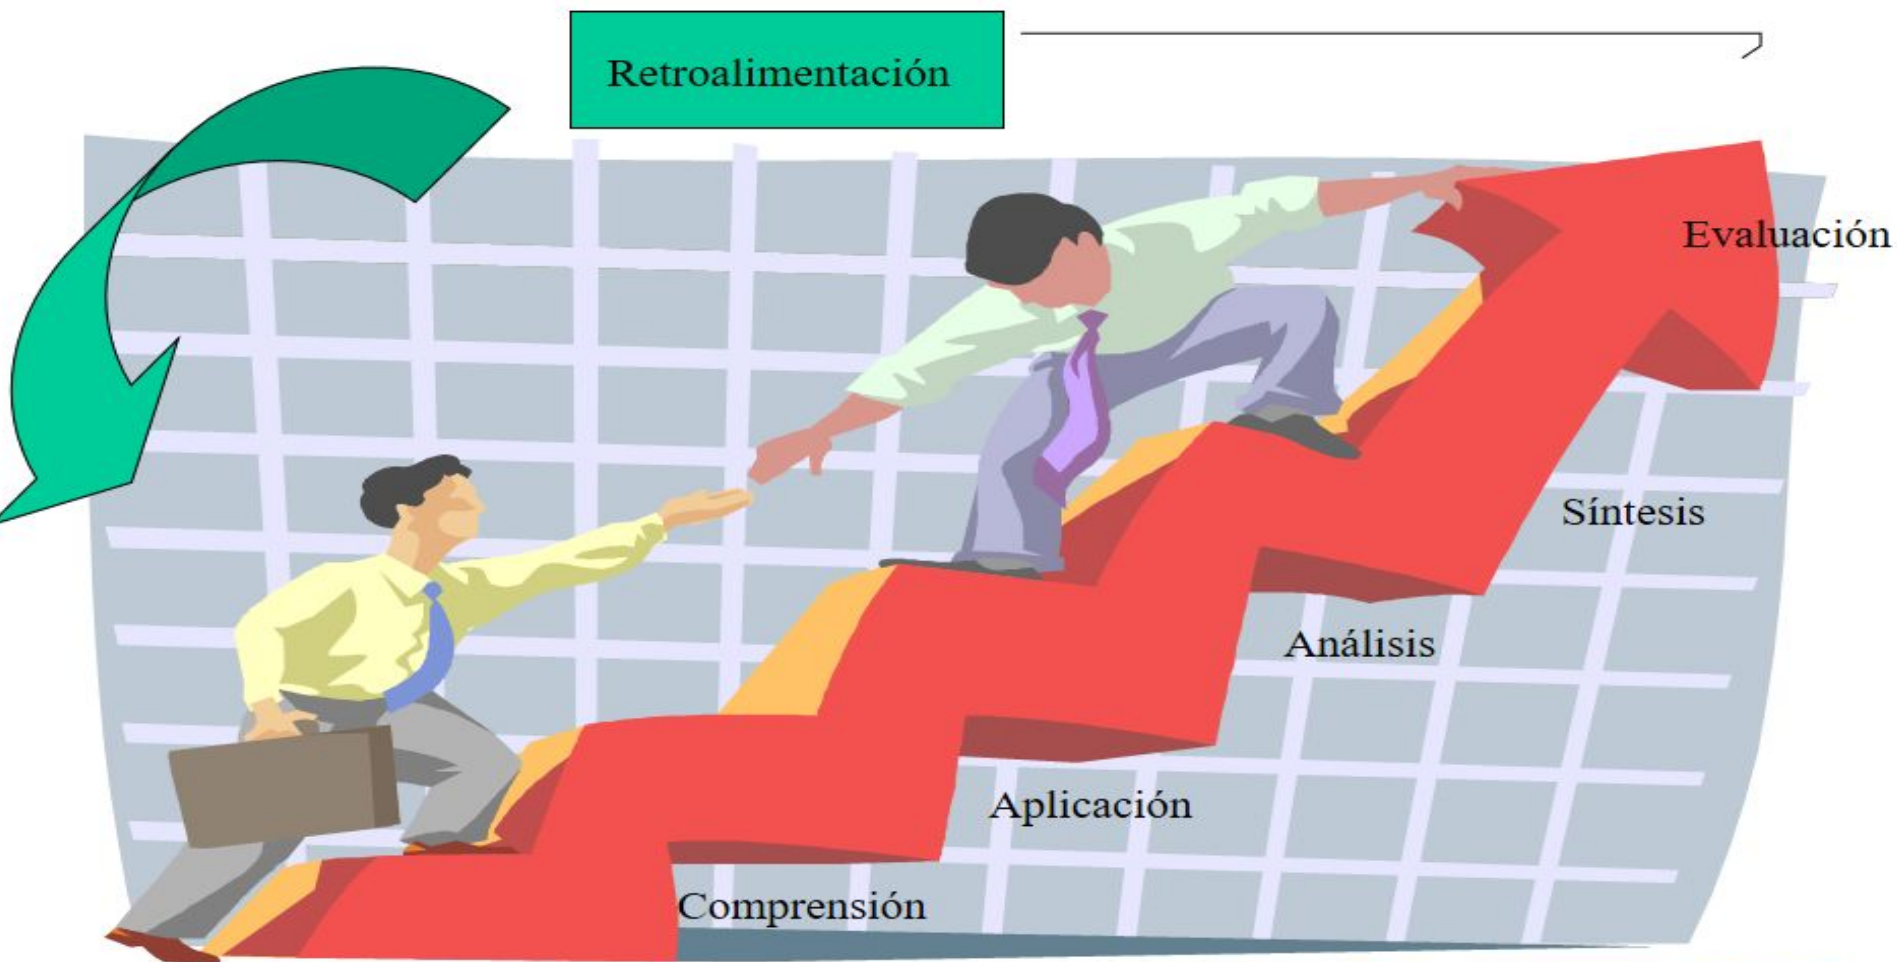 Retroalimentación
Evaluación
Síntesis
Análisis
Aplicación
Comprensión